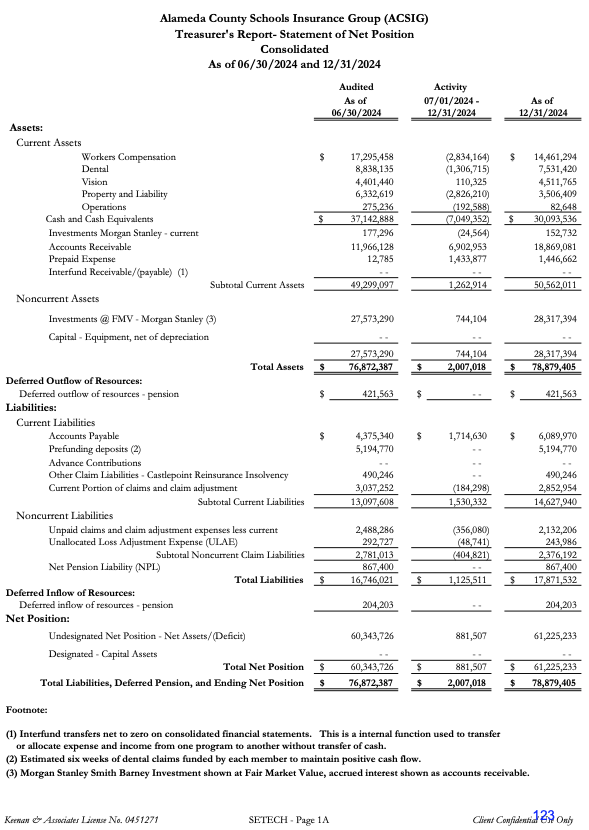 Alameda County Schools Insurance Group (ACSIG)
Treasurer's Report- Statement of Net Position
Consolidated
As of 06/30/2024 and 12/31/2024
Audited Activity
As of 07/01/2024 - As of
06/30/2024 12/31/2024 12/31/2024
Assets:
Current Assets
Workers Compensation $ 17,295,458 (2,834,164) $ 14,461,294
Dental 8,838,135 (1,306,715) 7,531,420
Vision 4,401,440 110,325 4,511,765
Property and Liability 6,332,619 (2,826,210) 3,506,409
Operations 275,236 (192,588) 82,648
Cash and Cash Equivalents $ 37,142,888 (7,049,352) $ 30,093,536
Investments Morgan Stanley - current 177,296 (24,564) 152,732
Accounts Receivable 11,966,128 6,902,953 18,869,081
Prepaid Expense 12,785 1,433,877 1,446,662
Interfund Receivable/(payable) (1) - - - - - -
Subtotal Current Assets 49,299,097 1,262,914 50,562,011
Noncurrent Assets
Investments @ FMV - Morgan Stanley (3) 27,573,290 744,104 28,317,394
Capital - Equipment, net of depreciation - - - - - -
27,573,290 744,104 28,317,394
Total Assets $ 76,872,387 $ 2,007,018 $ 78,879,405
Deferred Outflow of Resources:
Deferred outflow of resources - pension $ 421,563 $ - - $ 421,563
Liabilities:
Current Liabilities
Accounts Payable $ 4,375,340 $ 1,714,630 $ 6,089,970
Prefunding deposits (2) 5,194,770 - - 5,194,770
Advance Contributions - - - - - -
Other Claim Liabilities - Castlepoint Reinsurance Insolvency 490,246 - - 490,246
Current Portion of claims and claim adjustment 3,037,252 (184,298) 2,852,954
Subtotal Current Liabilities 13,097,608 1,530,332 14,627,940
Noncurrent Liabilities
Unpaid claims and claim adjustment expenses less current 2,488,286 (356,080) 2,132,206
Unallocated Loss Adjustment Expense (ULAE) 292,727 (48,741) 243,986
Subtotal Noncurrent Claim Liabilities 2,781,013 (404,821) 2,376,192
Net Pension Liability (NPL) 867,400 - - 867,400
Total Liabilities $ 16,746,021 $ 1,125,511 $ 17,871,532
Deferred Inflow of Resources:
Deferred inflow of resources - pension 204,203 - - 204,203
Net Position:
Undesignated Net Position - Net Assets/(Deficit) 60,343,726 881,507 61,225,233
Designated - Capital Assets - - - - - -
Total Net Position $ 60,343,726 $ 881,507 $ 61,225,233
Total Liabilities, Deferred Pension, and Ending Net Position $ 76,872,387 $ 2,007,018 $ 78,879,405
Footnote:
(1) Interfund transfers net to zero on consolidated financial statements. This is a internal function used to transfer
or allocate expense and income from one program to another without transfer of cash.
(2) Estimated six weeks of dental claims funded by each member to maintain positive cash flow.
(3) Morgan Stanley Smith Barney Investment shown at Fair Market Value, accrued interest shown as accounts receivable.
Keenan & Associates License No. 0451271 SETECH - Page 1A Client Confidential Only
123